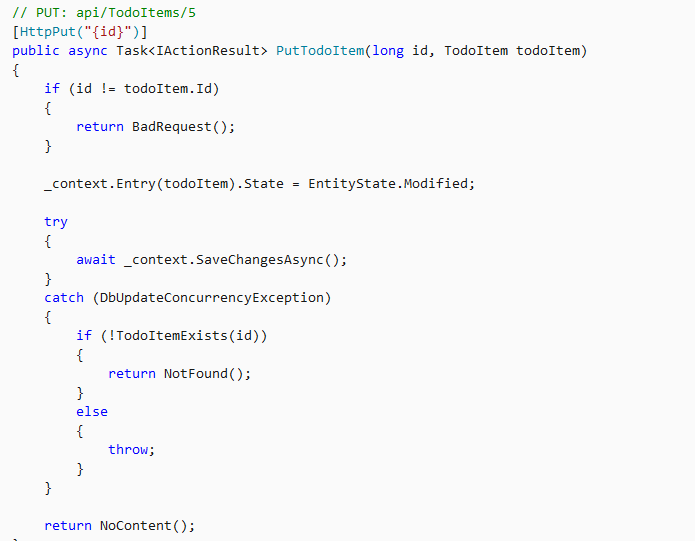 // PUT: api/TodoItems/5
[HttpPut("{id}")]
public async Task<IActionResult> PutTodoItem(long id, TodoItem todoItem)
{
    if (id != todoItem.Id)
    {
        return BadRequest();
    }

    _context.Entry(todoItem).State = EntityState.Modified;

    try
    {
        await _context.SaveChangesAsync();
    }
    catch (DbUpdateConcurrencyException)
    {
        if (!TodoItemExists(id))
        {
            return NotFound();
        }
        else
        {
            throw;
        }
    }

    return NoContent();